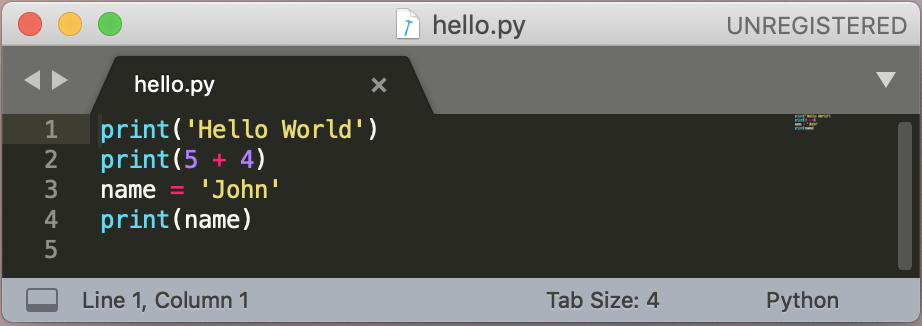 hello.py
UNREGISTERED
hello.py
1 print('Hello World')
2 print(5 + 4)
3 name = 'John'
4 print(name)
5
Line 1, Column 1
Tab Size: 4
Python